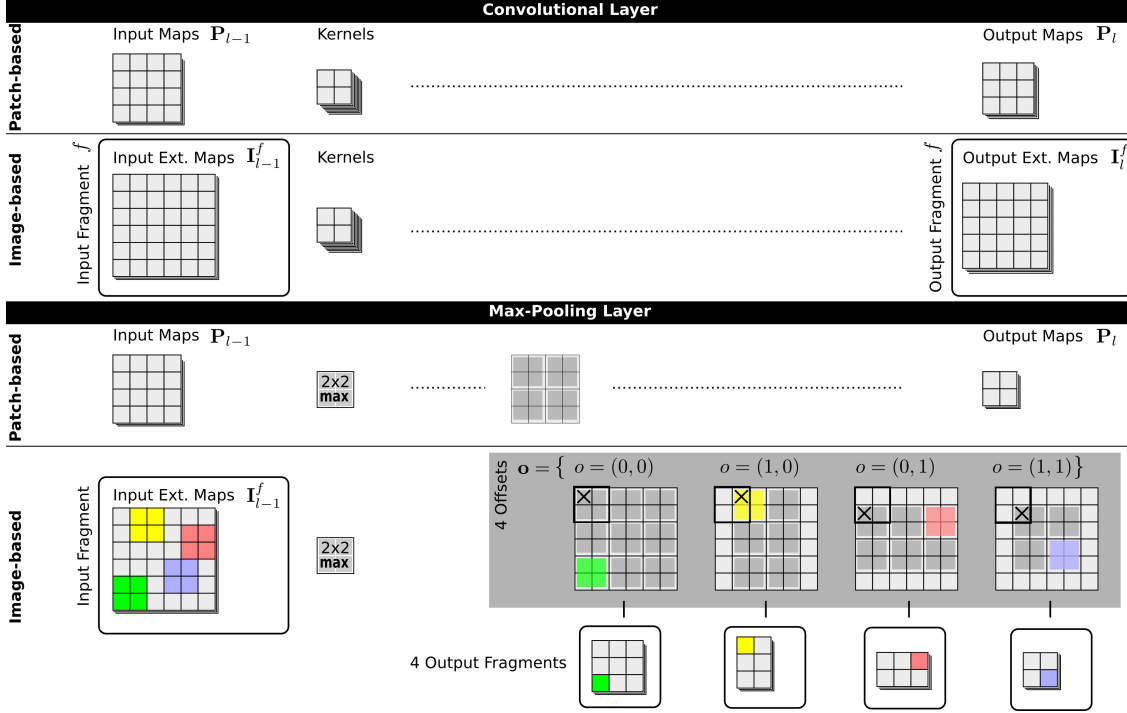 Convolutional Layer
Patch-based
Input Maps P_{l−1}
Kernels
Output Maps P_l
Image-based
Input Fragment f
Input Ext. Maps I^f_{l−1}
Kernels
Output Fragment f
Output Ext. Maps I^f_l
Max-Pooling Layer
Patch-based
Input Maps P_{l−1}
2x2
max
Output Maps P_l
Image-based
Input Fragment
Input Ext. Maps I^f_{l−1}
2x2
max
4 Offsets
o = { o = (0, 0) o = (1, 0) o = (0, 1) o = (1, 1)}
4 Output Fragments